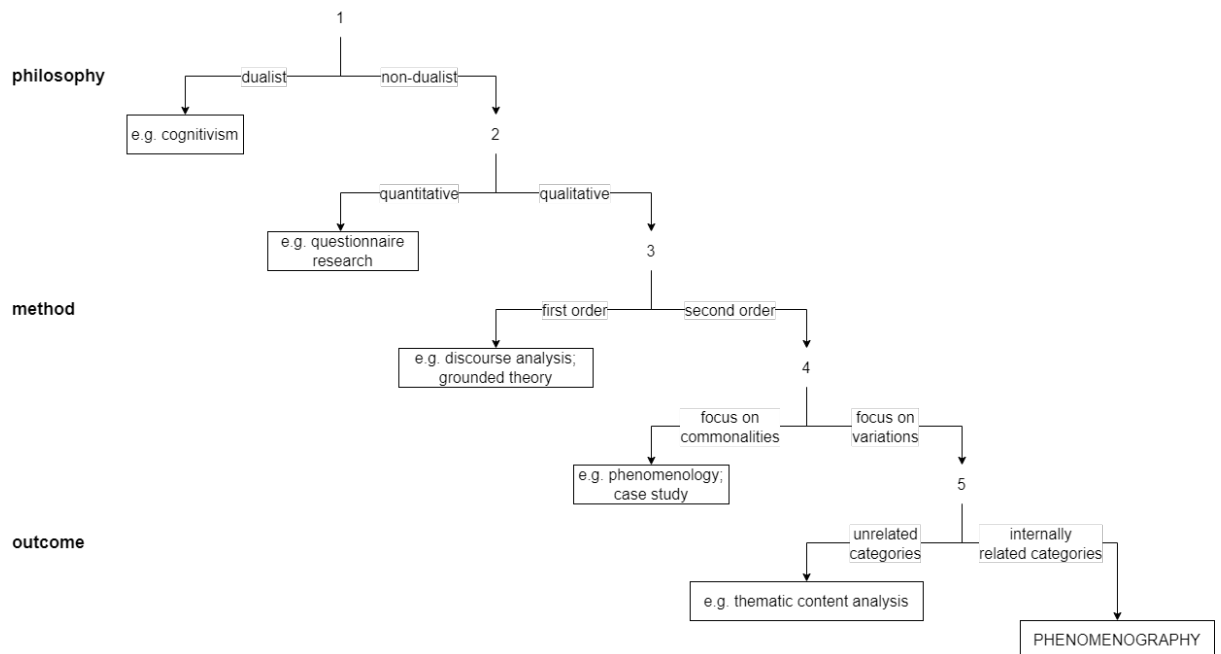 1
philosophy
dualist
non-dualist
e.g. cognitivism
2
quantitative
qualitative
e.g. questionnaire
research
3
method
first order
second order
e.g. discourse analysis;
grounded theory
4
focus on
commonalities
focus on
variations
e.g. phenomenology;
case study
5
outcome
unrelated
categories
internally
related categories
e.g. thematic content analysis
PHENOMENOGRAPHY